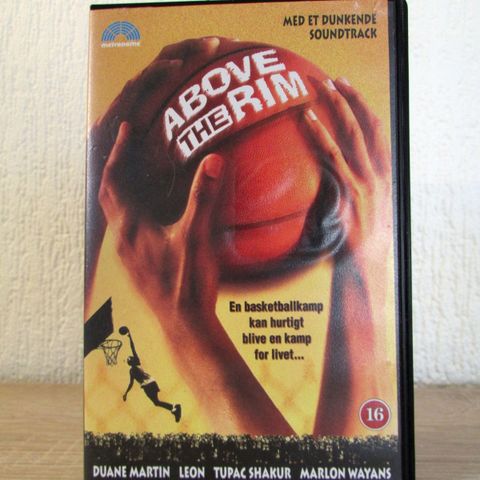 metronome
MED ET DUNKENDE
SOUNDTRACK
ABOVE
THE RIM
En basketballkamp
kan hurtigt
blive en kamp
for livet...
16
DUANE MARTIN LEON TUPAC SHAKUR MARLON WAYANS